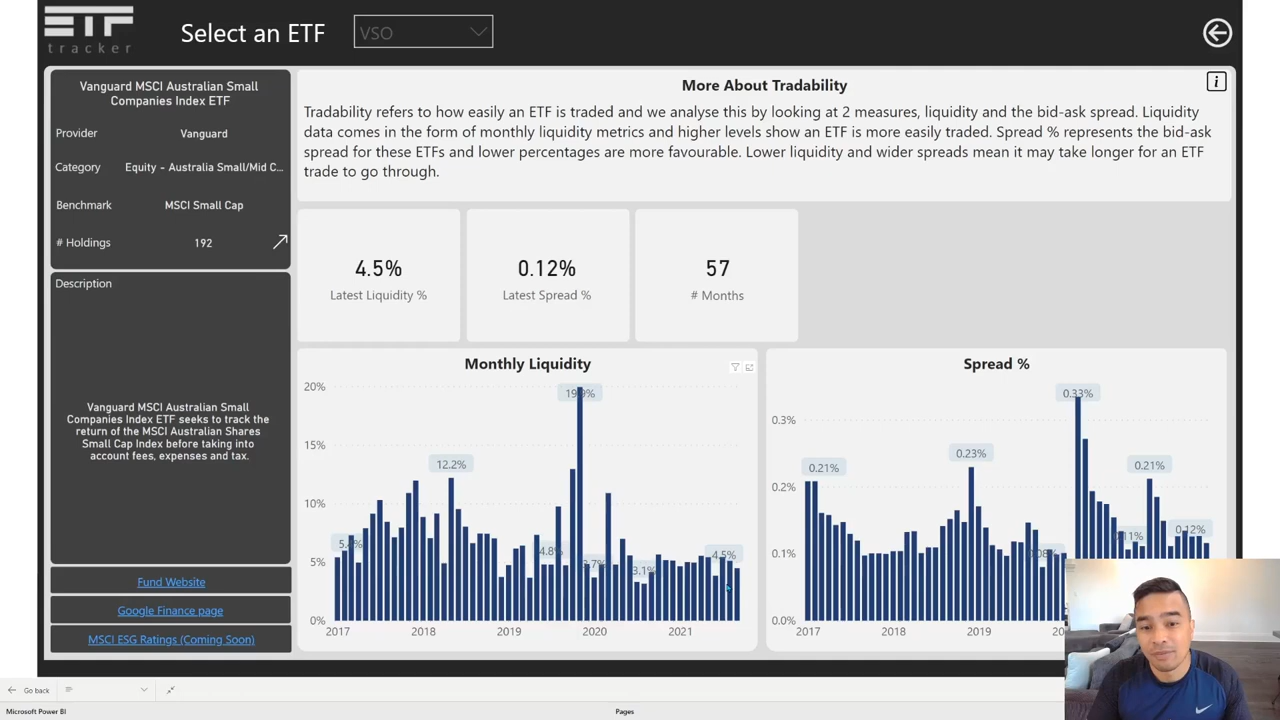 ETF
tracker
Select an ETF
VSO
Vanguard MSCI Australian Small
Companies Index ETF
Provider Vanguard
Category Equity - Australia Small/Mid C...
Benchmark MSCI Small Cap
# Holdings 192
Description
Vanguard MSCI Australian Small
Companies Index ETF seeks to track the
return of the MSCI Australian Shares
Small Cap Index before taking into
account fees, expenses and tax.
Fund Website
Google Finance page
MSCI ESG Ratings (Coming Soon)
More About Tradability
i
Tradability refers to how easily an ETF is traded and we analyse this by looking at 2 measures, liquidity and the bid-ask spread. Liquidity
data comes in the form of monthly liquidity metrics and higher levels show an ETF is more easily traded. Spread % represents the bid-ask
spread for these ETFs and lower percentages are more favourable. Lower liquidity and wider spreads mean it may take longer for an ETF
trade to go through.
4.5%
Latest Liquidity %
0.12%
Latest Spread %
57
# Months
Monthly Liquidity
20%
15%
10%
5%
0%
19.9%
12.2%
4.8%
3.1%
4.5%
2017 2018 2019 2020 2021
Spread %
0.3%
0.2%
0.1%
0.0%
0.21%
0.23%
0.33%
0.21%
0.12%
2017 2018 2019
Go back
Microsoft Power BI
Pages